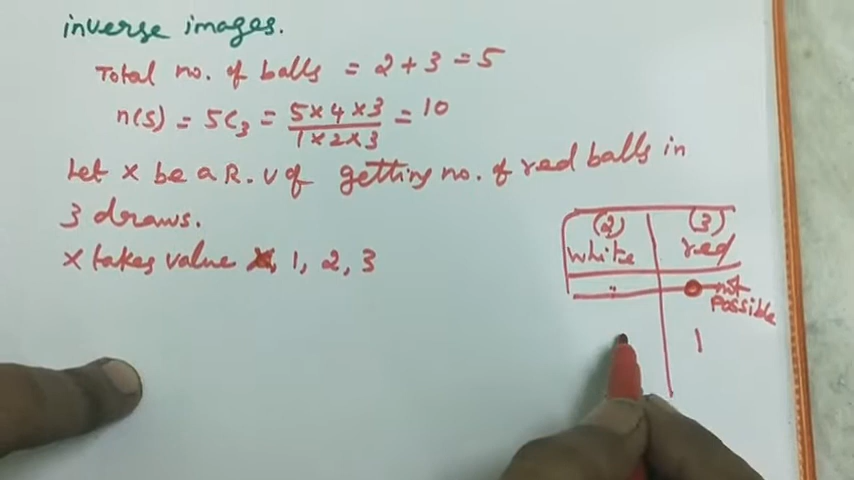 inverse images.
Total no. of balls = 2 + 3 = 5
n(S) = 5C3 = 5 × 4 × 3 / 1 × 2 × 3 = 10
Let X be a R.V of getting no. of red balls in
3 draws.
X takes value 1, 2, 3
(2) (3)
white red
not
possible
1